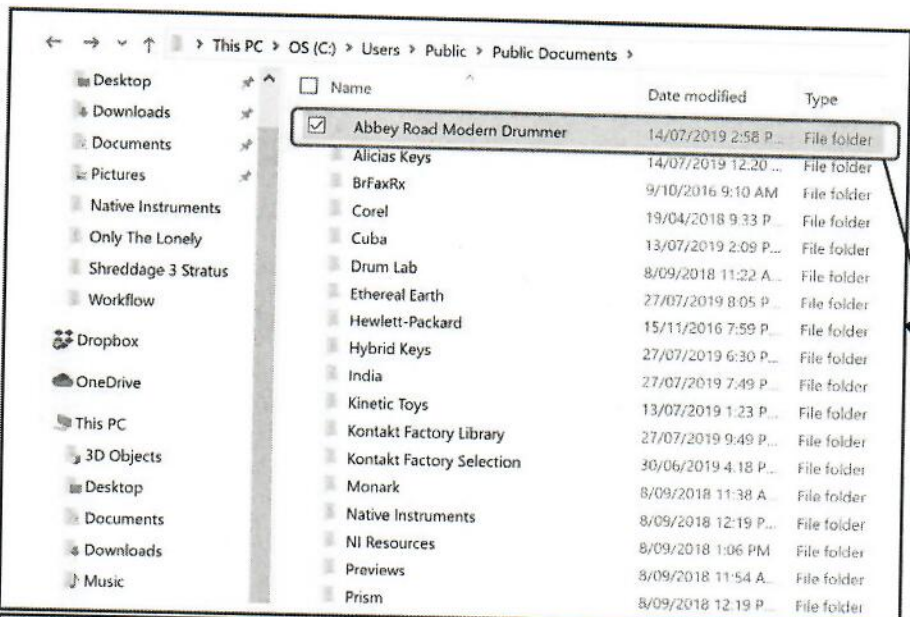 This PC > OS (C:) > Users > Public > Public Documents >
Desktop
Downloads
Documents
Pictures
Native Instruments
Only The Lonely
Shreddage 3 Stratus
Workflow
Dropbox
OneDrive
This PC
3D Objects
Desktop
Documents
Downloads
Music
Name Date modified Type
Abbey Road Modern Drummer 14/07/2019 2:58 P... File folder
Alicias Keys 14/07/2019 12:20 ... File folder
BrFaxRx 9/10/2016 9:10 AM File folder
Corel 19/04/2018 9:33 P... File folder
Cuba 13/07/2019 2:09 P... File folder
Drum Lab 8/09/2018 11:22 A... File folder
Ethereal Earth 27/07/2019 8:05 P... File folder
Hewlett-Packard 15/11/2016 7:59 P... File folder
Hybrid Keys 27/07/2019 6:30 P... File folder
India 27/07/2019 7:49 P... File folder
Kinetic Toys 13/07/2019 1:23 P... File folder
Kontakt Factory Library 27/07/2019 9:49 P... File folder
Kontakt Factory Selection 30/06/2019 4:18 P... File folder
Monark 8/09/2018 11:38 A... File folder
Native Instruments 8/09/2018 12:19 P... File folder
NI Resources 8/09/2018 1:06 PM File folder
Previews 8/09/2018 11:54 A... File folder
Prism 8/09/2018 12:19 P... File folder